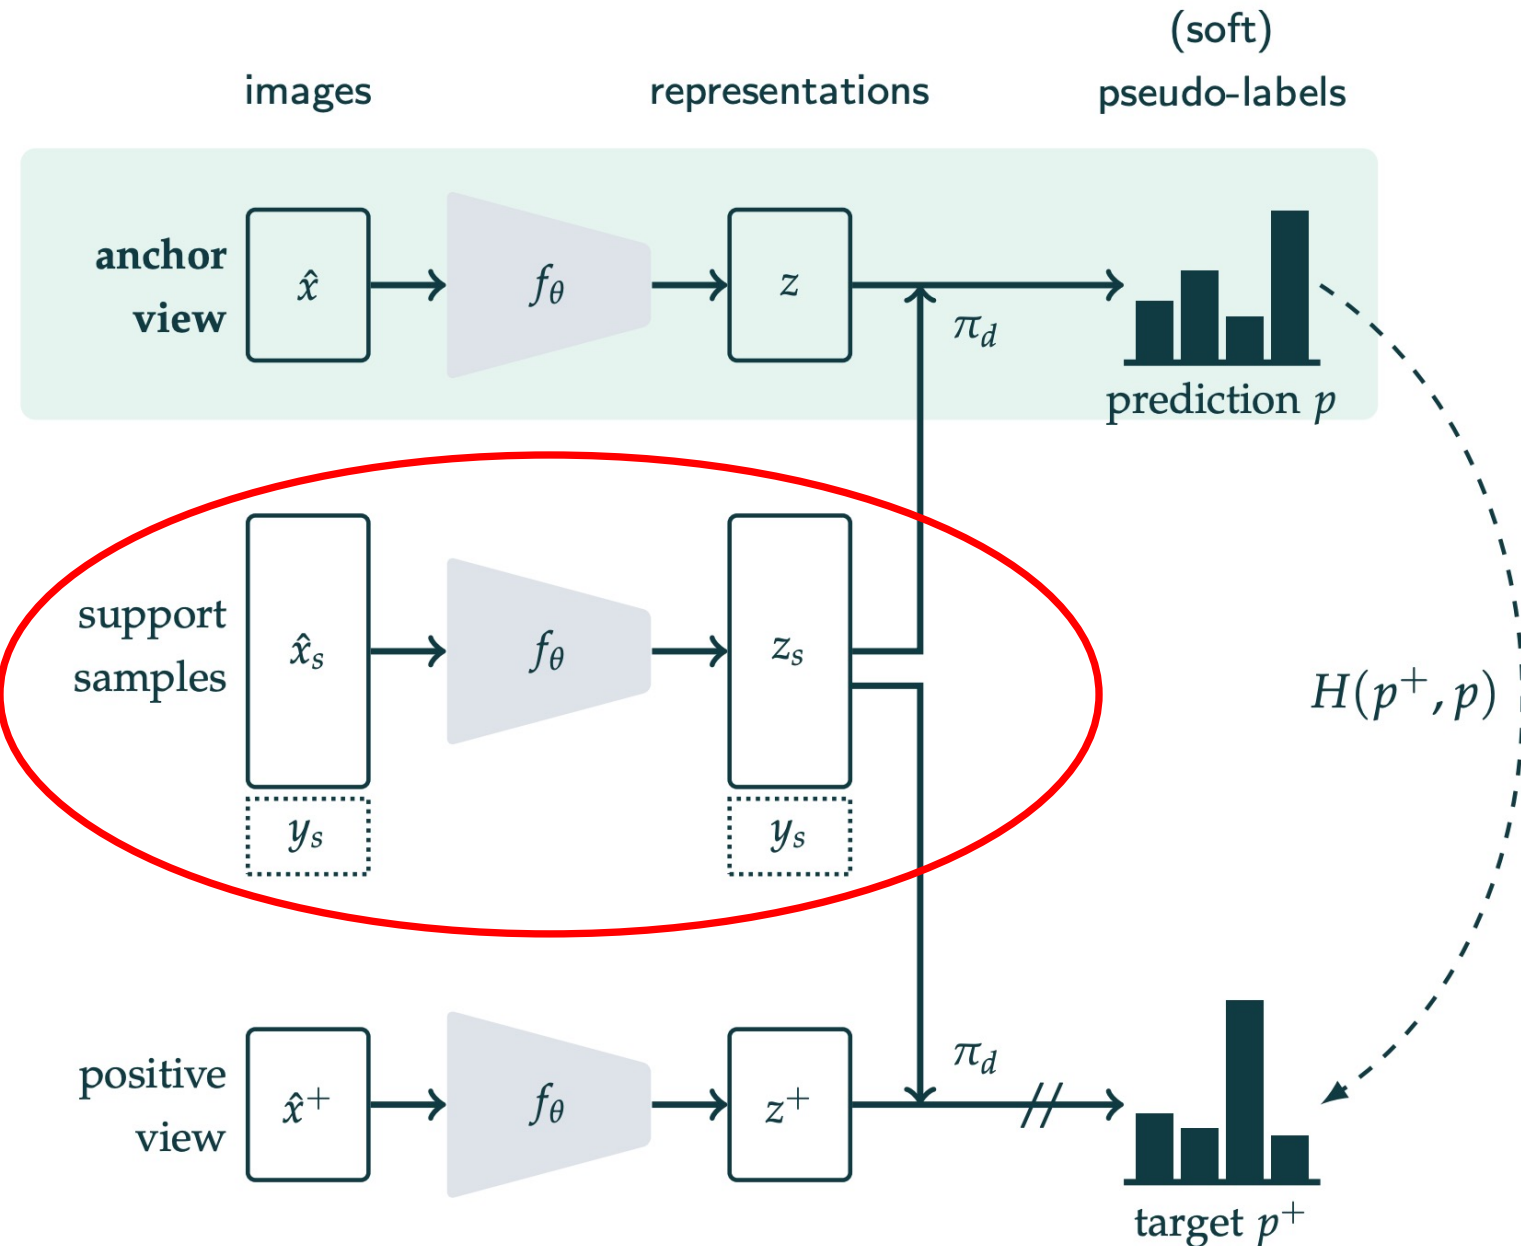 (soft)
images representations pseudo-labels
anchor
view
x̂ f_θ z π_d
prediction p
support
samples
x̂_s f_θ z_s
H(p⁺, p)
y_s y_s
positive
view
x̂⁺ f_θ z⁺ π_d
target p⁺